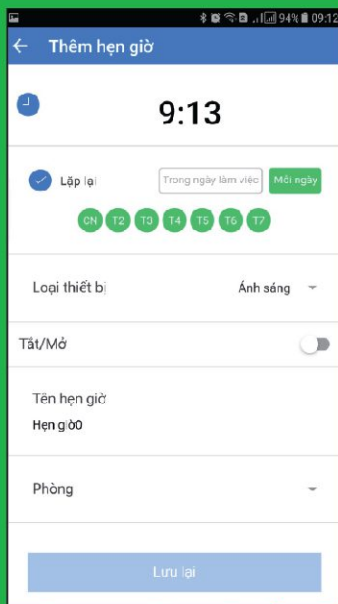 94% 09:12
Thêm hẹn giờ
9:13
Lặp lại Trong ngày làm việc Mỗi ngày
CN T2 T3 T4 T5 T6 T7
Loại thiết bị Ánh sáng
Tắt/Mở
Tên hẹn giờ
Hẹn giờ0
Phòng
Lưu lại